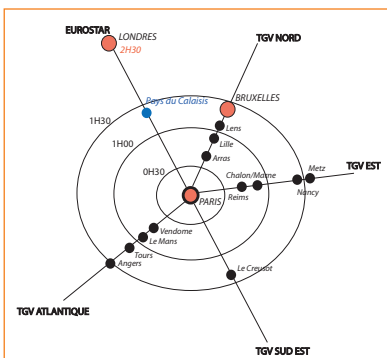 EUROSTAR
LONDRES
2H30
TGV NORD
Pays du Calaisis
BRUXELLES
1H30
Lens
1H00
Lille
Arras
0H30
Chalon/Marne
Metz
TGV EST
PARIS
Reims
Nancy
Vendome
Le Mans
Tours
Angers
Le Creusot
TGV ATLANTIQUE
TGV SUD EST